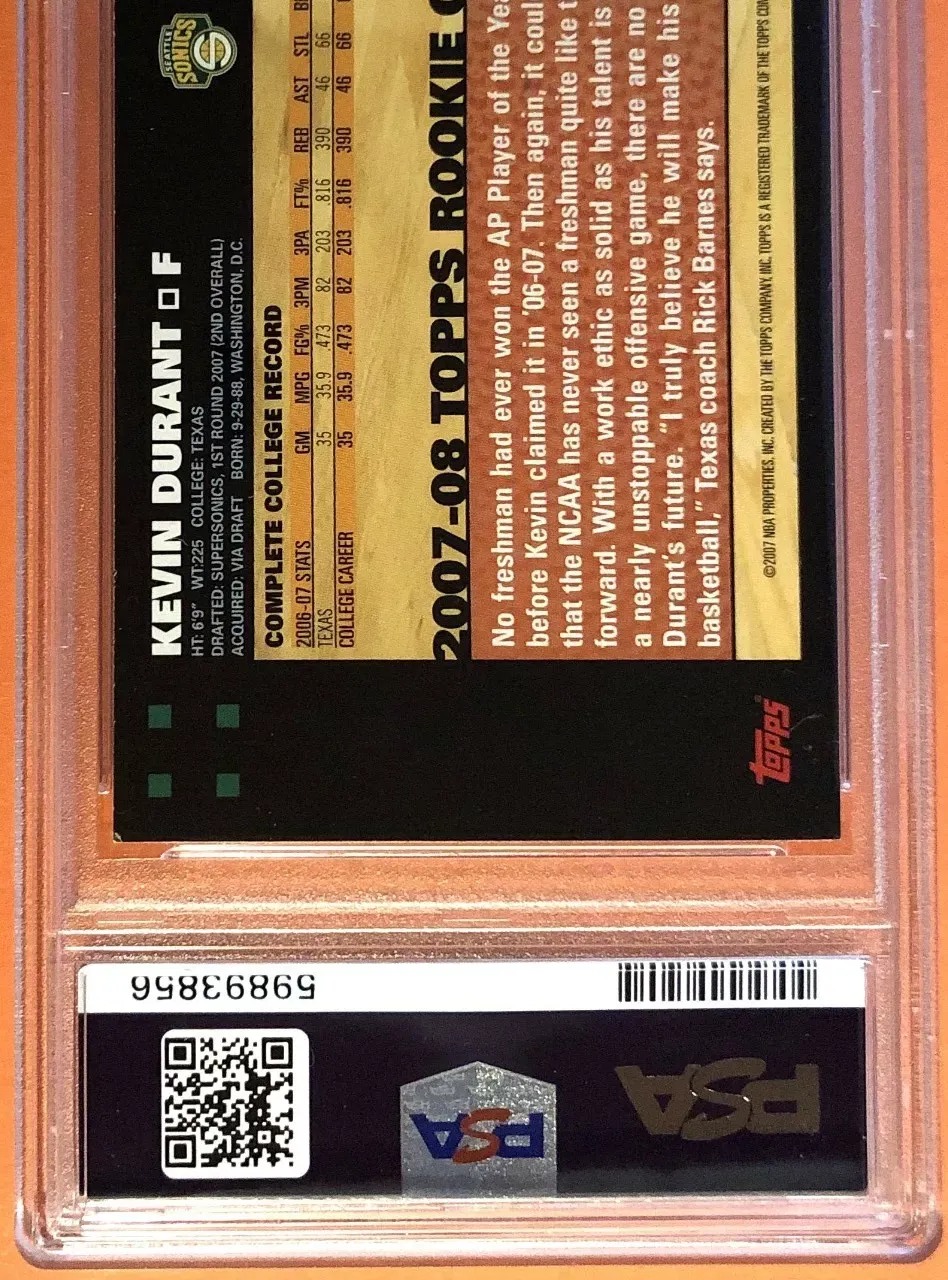 KEVIN DURANT F
HT: 6'9" WT:225 COLLEGE: TEXAS
DRAFTED: SUPERSONICS, 1ST ROUND 2007 (2ND OVERALL)
ACQUIRED: VIA DRAFT BORN: 9-29-88, WASHINGTON, D.C.
SEATTLE
SONICS
COMPLETE COLLEGE RECORD
2006-07 STATS GM MPG FG% 3PM 3PA FT% REB AST STL
TEXAS 35 35.9 .473 82 203 .816 390 46 66
COLLEGE CAREER 35 35.9 .473 82 203 .816 390 46 66
2007-08 TOPPS ROOKIE
No freshman had ever won the AP Player of the
before Kevin claimed it in '06-07. Then again, it
that the NCAA has never seen a freshman quite like
forward. With a work ethic as solid as his talent is
a nearly unstoppable offensive game, there are no
Durant's future. "I truly believe he will make his
basketball," Texas coach Rick Barnes says.
©2007 NBA PROPERTIES, INC. CREATED BY THE TOPPS COMPANY, INC. TOPPS IS A REGISTERED TRADEMARK OF THE TOPPS
topps
59893856
PSA
PSA